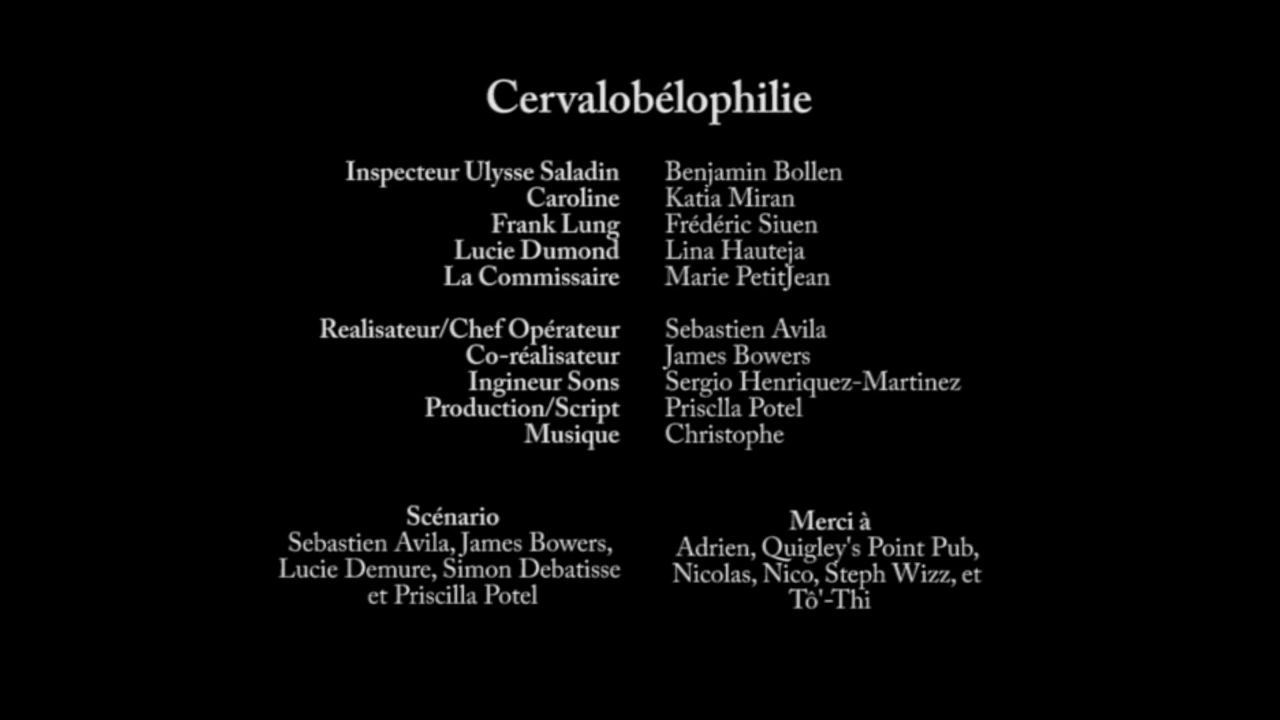 Cervalobélophilie
Inspecteur Ulysse Saladin Benjamin Bollen
Caroline Katia Miran
Frank Lung Frédéric Siuen
Lucie Dumond Lina Hauteja
La Commissaire Marie PetitJean
Realisateur/Chef Opérateur Sebastien Avila
Co-réalisateur James Bowers
Ingineur Sons Sergio Henriquez-Martinez
Production/Script Prisclla Potel
Musique Christophe
Scénario
Sebastien Avila, James Bowers,
Lucie Demure, Simon Debatisse
et Priscilla Potel
Merci à
Adrien, Quigley's Point Pub,
Nicolas, Nico, Steph Wizz, et
Tô'-Thi